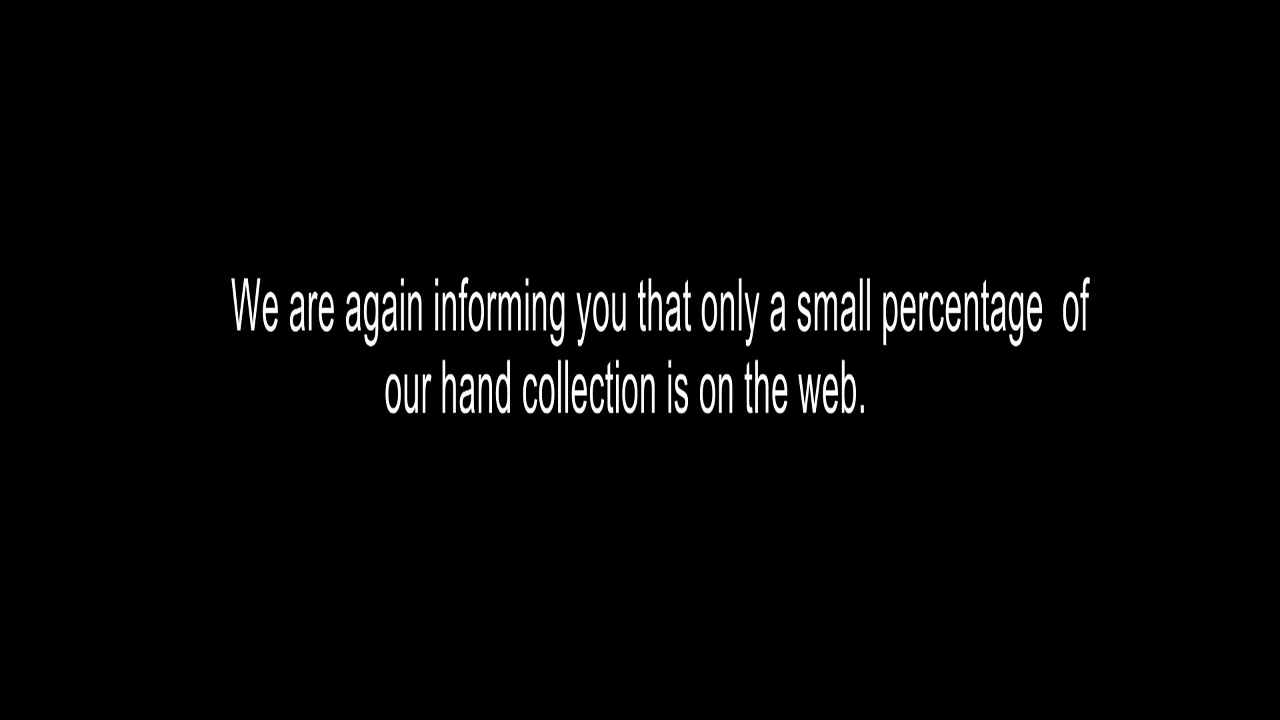 We are again informing you that only a small percentage  of
our hand collection is on the web.